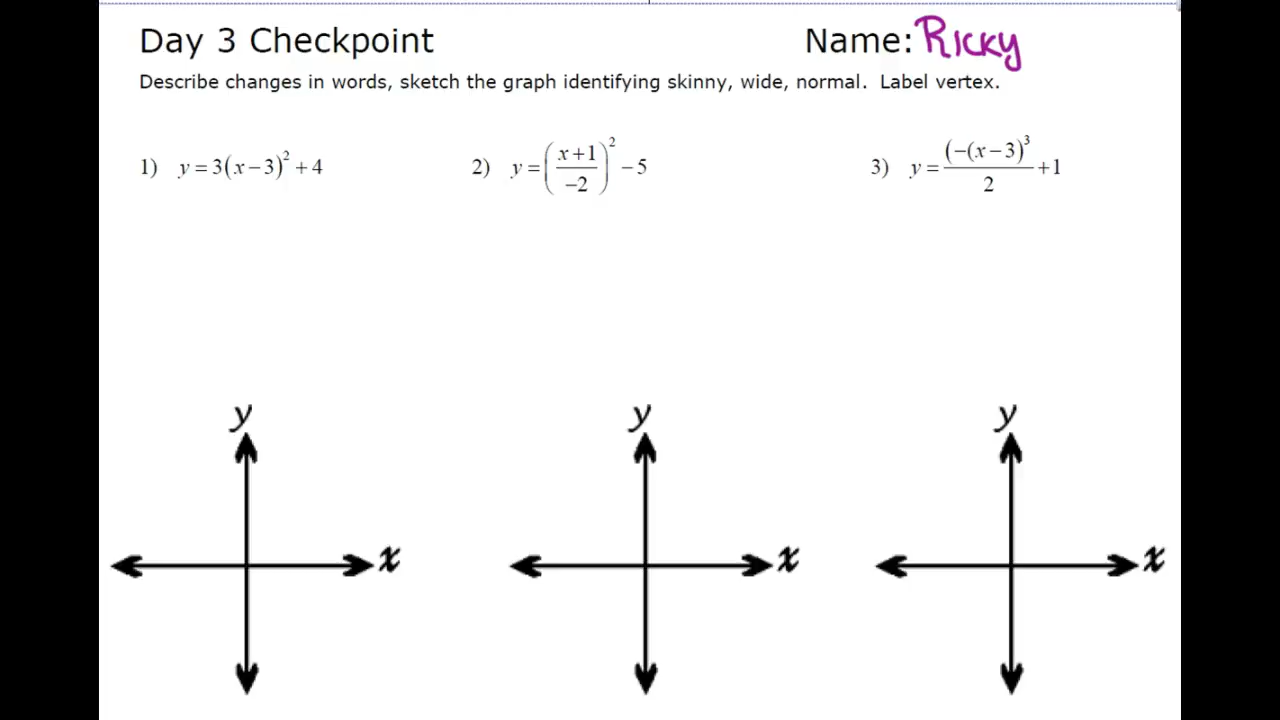 Day 3 Checkpoint Name: Ricky
Describe changes in words, sketch the graph identifying skinny, wide, normal. Label vertex.
1) y = 3(x − 3)² + 4 2) y = ((x + 1)/−2)² − 5 3) y = (−(x − 3)³/2 + 1
y y y
x x x